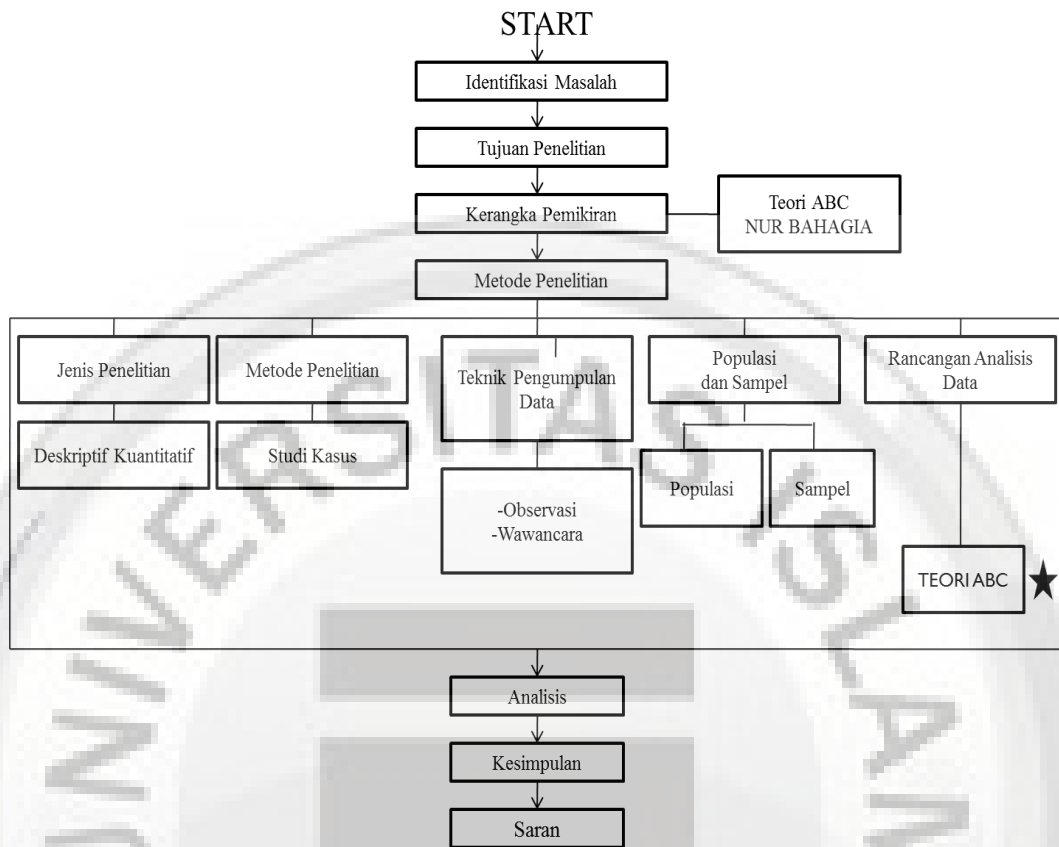 START
Identifikasi Masalah
Tujuan Penelitian
Kerangka Pemikiran
Teori ABC
NUR BAHAGIA
Metode Penelitian
Jenis Penelitian
Metode Penelitian
Teknik Pengumpulan
Data
Populasi
dan Sampel
Rancangan Analisis
Data
Deskriptif Kuantitatif
Studi Kasus
-Observasi
-Wawancara
Populasi
Sampel
TEORI ABC
Analisis
Kesimpulan
Saran
UNIVERSITAS ISLAM